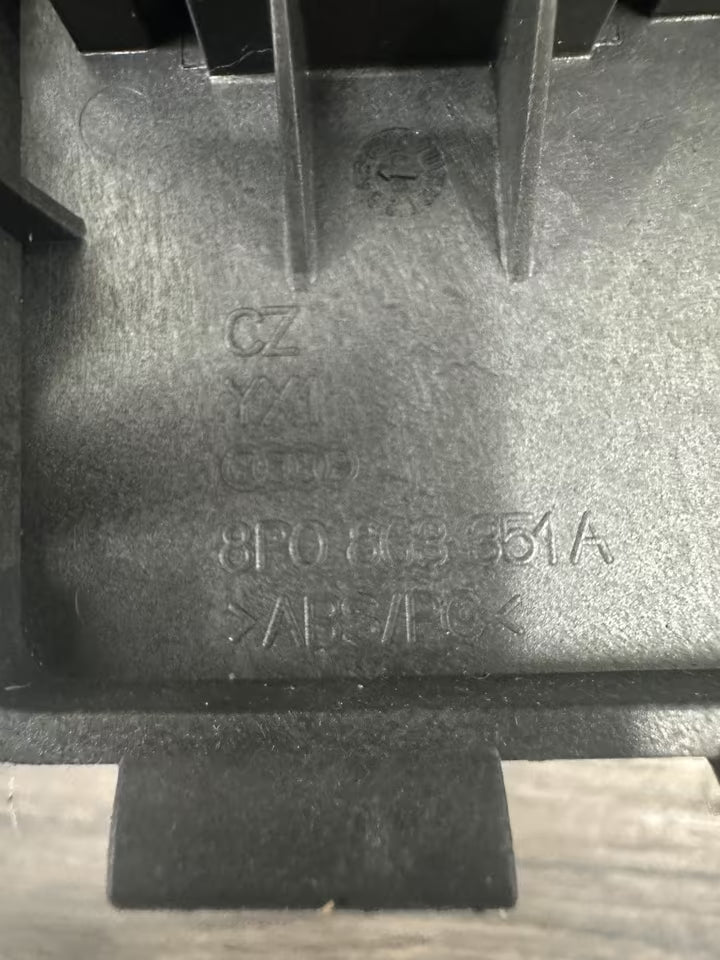 CZ
YX1
8P0 863 351A
>ABS/PC<